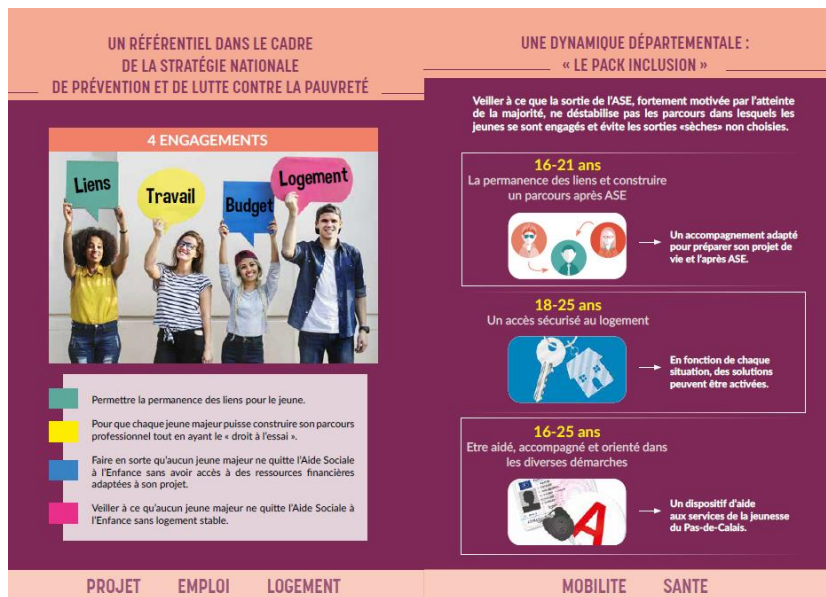 UN RÉFÉRENTIEL DANS LE CADRE
DE LA STRATÉGIE NATIONALE
DE PRÉVENTION ET DE LUTTE CONTRE LA PAUVRETÉ
4 ENGAGEMENTS
Liens
Travail
Budget
Logement
Permettre la permanence des liens pour le jeune.
Pour que chaque jeune majeur puisse construire son parcours
professionnel tout en ayant le « droit à l'essai ».
Faire en sorte qu'aucun jeune majeur ne quitte l'Aide Sociale
à l'Enfance sans avoir accès à des ressources financières
adaptées à son projet.
Veiller à ce qu'aucun jeune majeur ne quitte l'Aide Sociale à
l'Enfance sans logement stable.
PROJET EMPLOI LOGEMENT
UNE DYNAMIQUE DÉPARTEMENTALE :
« LE PACK INCLUSION »
Veiller à ce que la sortie de l'ASE, fortement motivée par l'atteinte
de la majorité, ne déstabilise pas les parcours dans lesquels les
jeunes se sont engagés et évite les sorties «sèches» non choisies.
16-21 ans
La permanence des liens et construire
un parcours après ASE
Un accompagnement adapté
pour préparer son projet de
vie et l'après ASE.
18-25 ans
Un accès sécurisé au logement
En fonction de chaque
situation, des solutions
peuvent être activées.
16-25 ans
Etre aidé, accompagné et orienté dans
les diverses démarches
A
Un dispositif d'aide
aux services de la jeunesse
du Pas-de-Calais.
MOBILITE SANTE